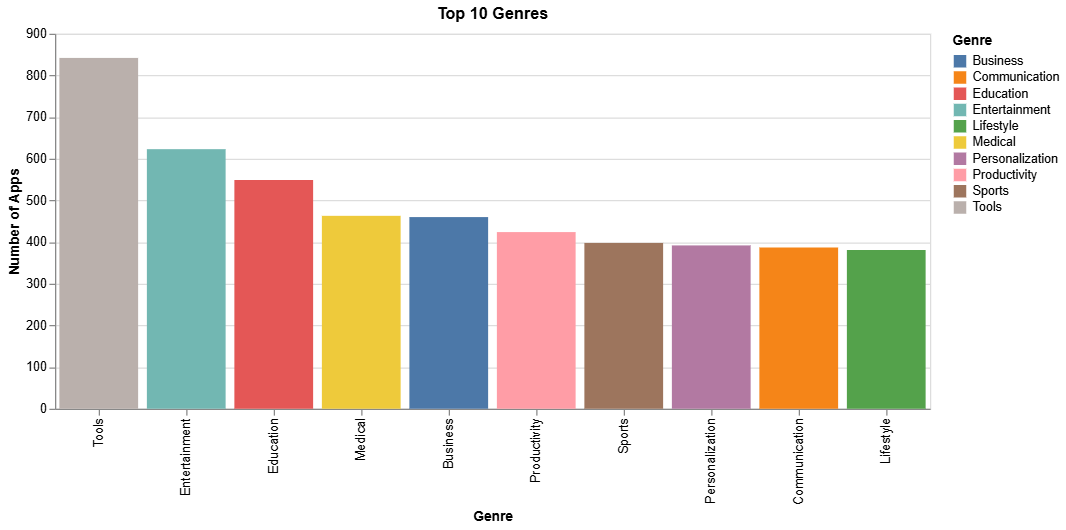 Top 10 Genres
900
800
700
600
500
400
300
200
100
0
Number of Apps
Tools
Entertainment
Education
Medical
Business
Productivity
Sports
Personalization
Communication
Lifestyle
Genre
Genre
Business
Communication
Education
Entertainment
Lifestyle
Medical
Personalization
Productivity
Sports
Tools